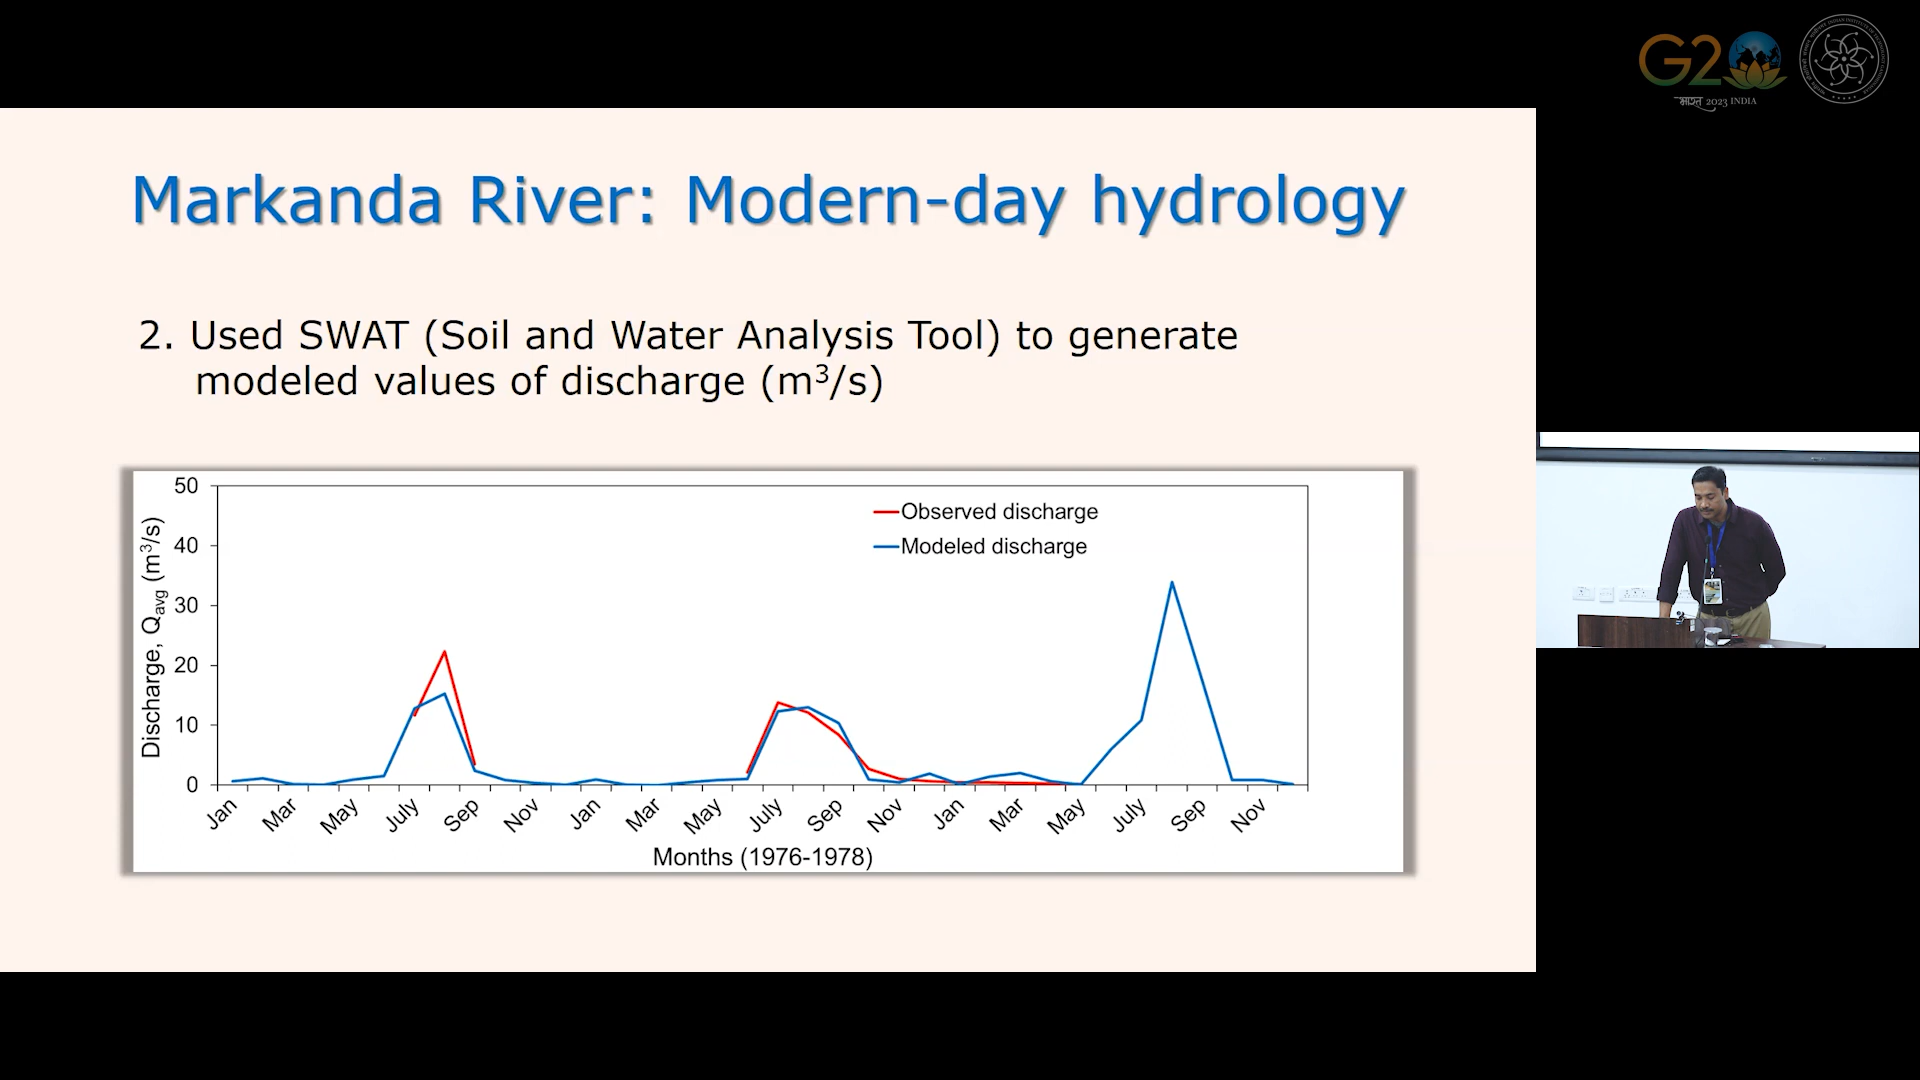 G20
भारत 2023 INDIA
Markanda River: Modern-day hydrology
2. Used SWAT (Soil and Water Analysis Tool) to generate
modeled values of discharge (m³/s)
50
40
30
20
10
0
Discharge, Qavg (m³/s)
Observed discharge
Modeled discharge
Jan Mar May July Sep Nov Jan Mar May July Sep Nov Jan Mar May July Sep Nov
Months (1976-1978)